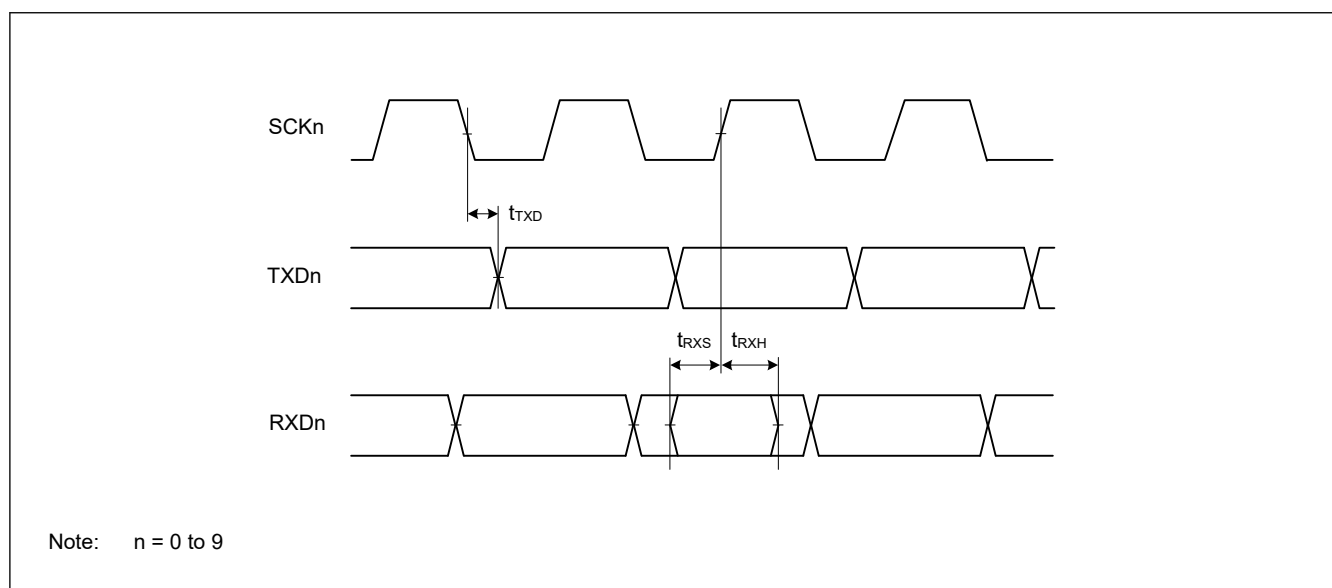 SCKn
tTXD
TXDn
tRXS tRXH
RXDn
Note: n = 0 to 9